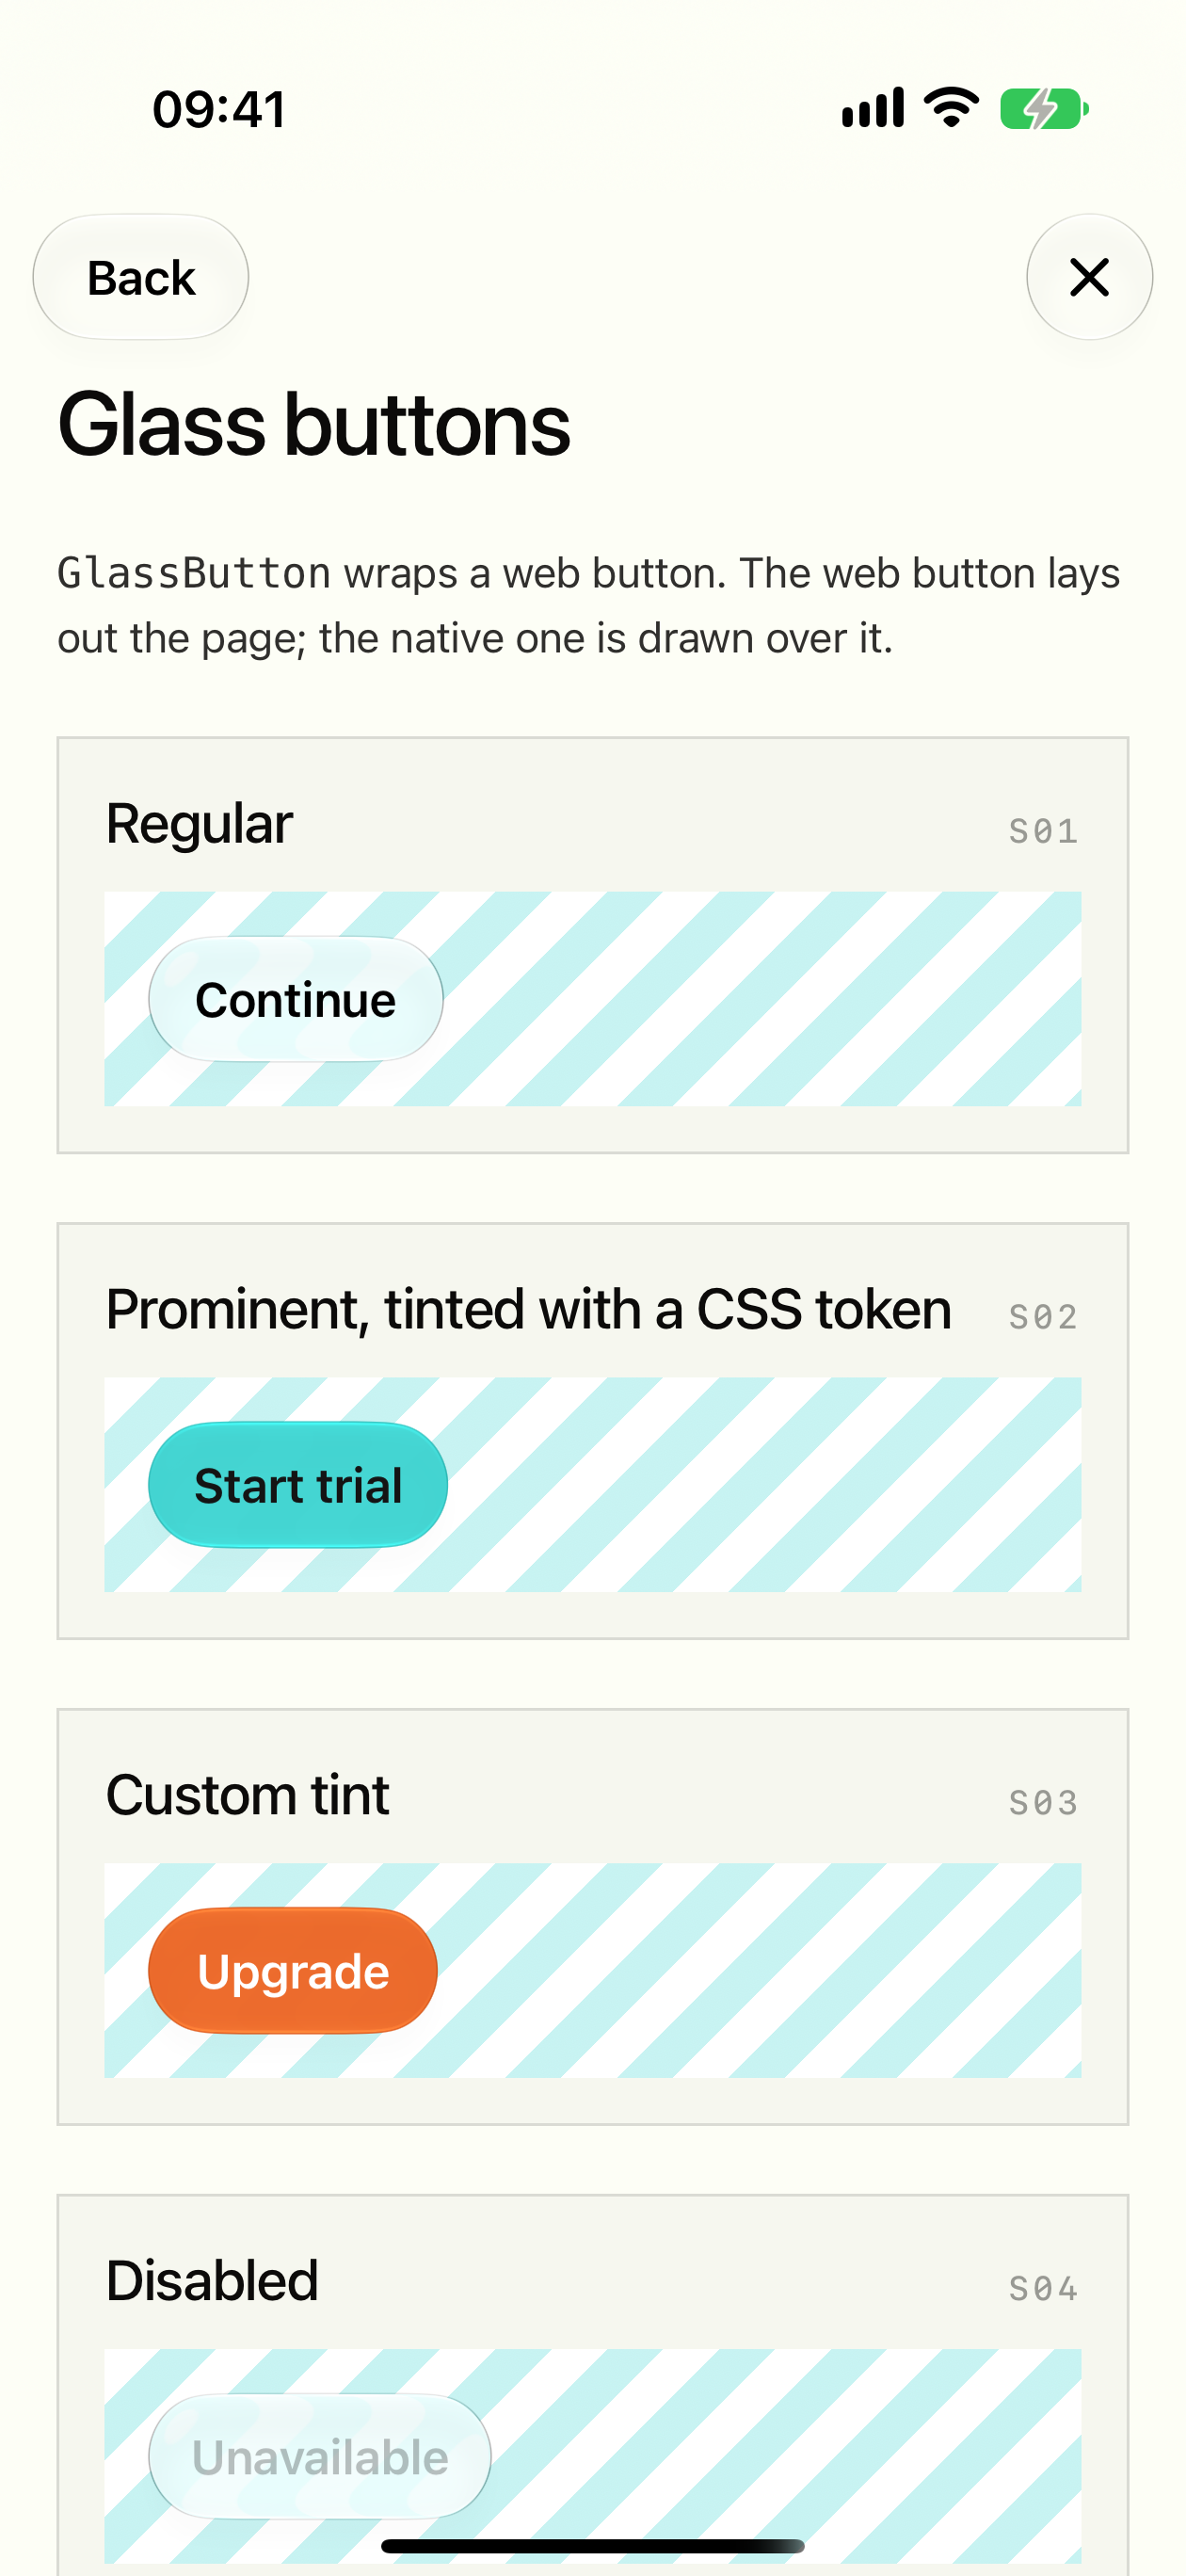 09:41
Back
Glass buttons
GlassButton wraps a web button. The web button lays
out the page; the native one is drawn over it.
Regular S01
Continue
Prominent, tinted with a CSS token S02
Start trial
Custom tint S03
Upgrade
Disabled S04
Unavailable